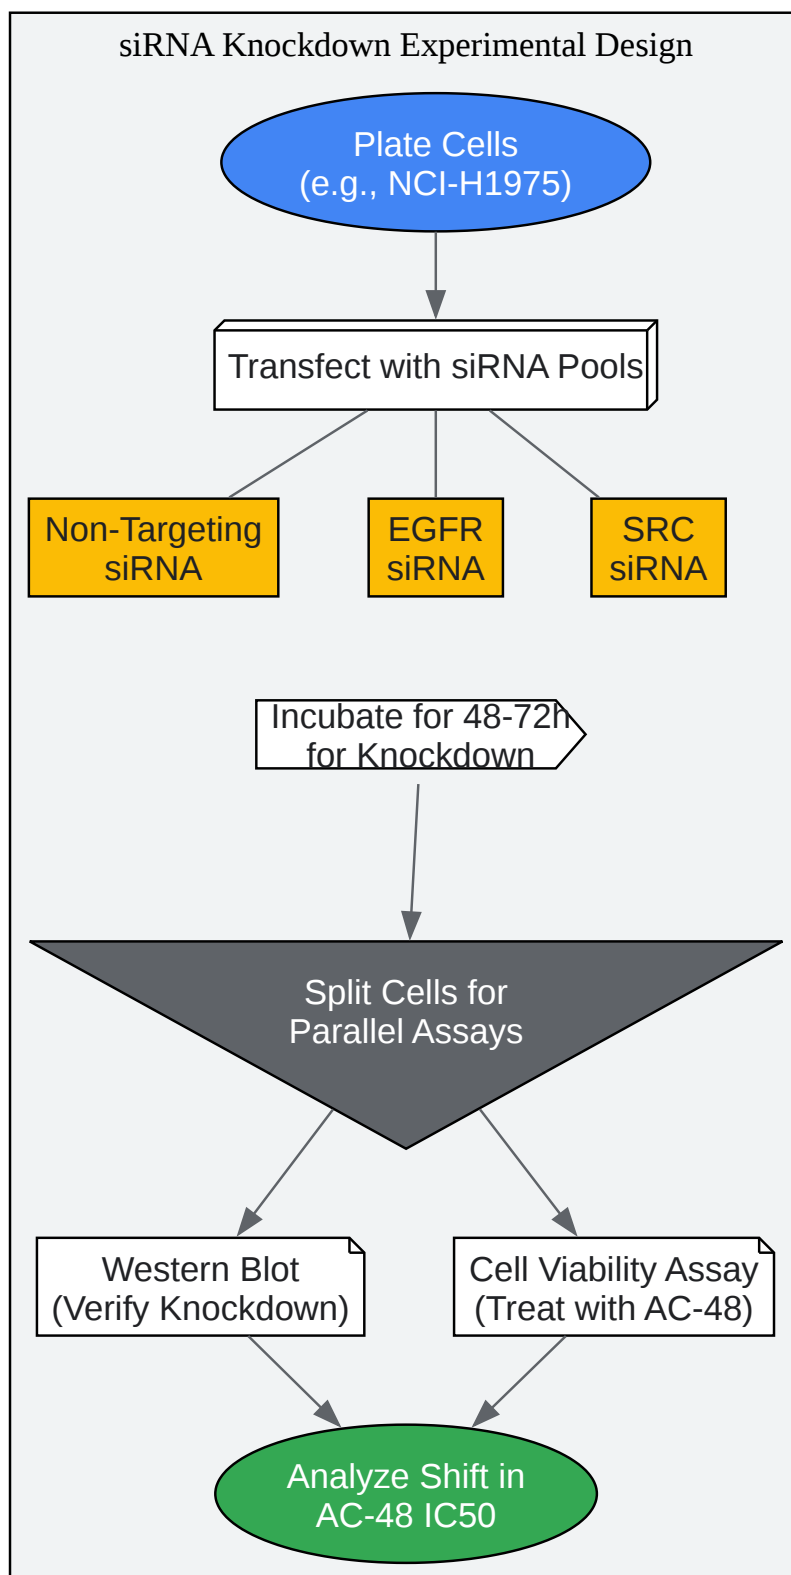 siRNA Knockdown Experimental Design
Plate Cells
(e.g., NCI-H1975)
Transfect with siRNA Pools
Non-Targeting
siRNA
EGFR
siRNA
SRC
siRNA
Incubate for 48-72h
for Knockdown
Split Cells for
Parallel Assays
Western Blot
(Verify Knockdown)
Cell Viability Assay
(Treat with AC-48)
Analyze Shift in
AC-48 IC50